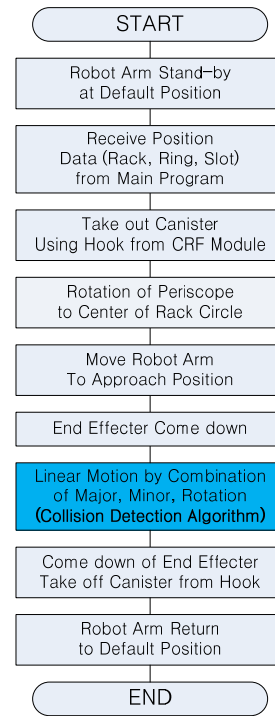 START
Robot Arm Stand-by
at Default Position
Receive Position
Data (Rack, Ring, Slot)
from Main Program
Take out Canister
Using Hook from CRF Module
Rotation of Periscope
to Center of Rack Circle
Move Robot Arm
To Approach Position
End Effecter Come down
Linear Motion by Combination
of Major, Minor, Rotation
(Collision Detection Algorithm)
Come down of End Effecter
Take off Canister from Hook
Robot Arm Return
to Default Position
END